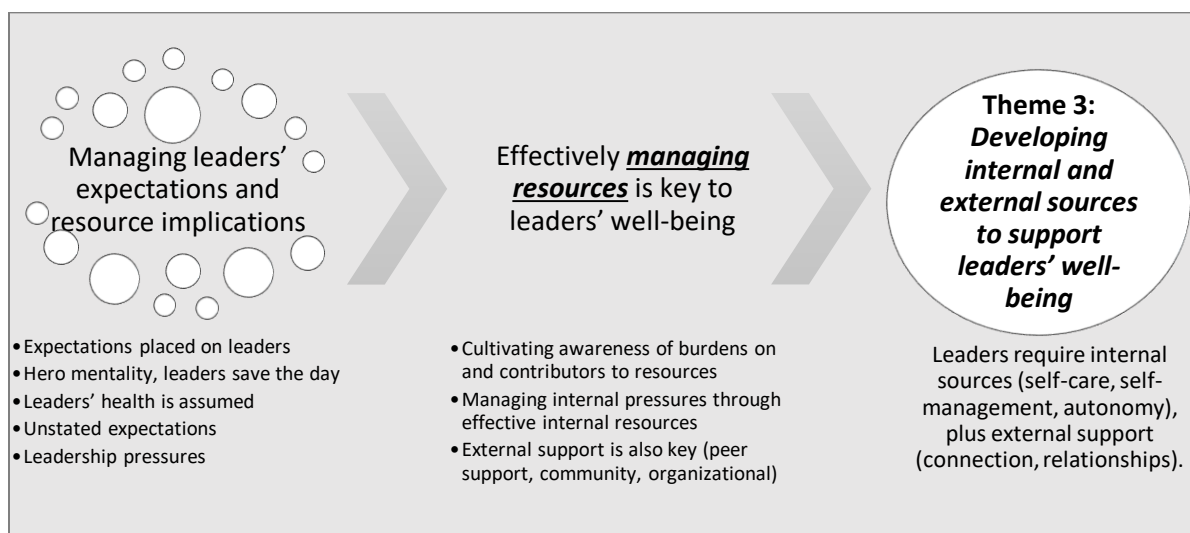 Managing leaders’
expectations and
resource implications
•Expectations placed on leaders
•Hero mentality, leaders save the day
•Leaders’ health is assumed
•Unstated expectations
•Leadership pressures
Effectively managing
resources is key to
leaders’ well-being
•Cultivating awareness of burdens on
and contributors to resources
•Managing internal pressures through
effective internal resources
•External support is also key (peer
support, community, organizational)
Theme 3:
Developing
internal and
external sources
to support
leaders’ well-
being
Leaders require internal
sources (self-care, self-
management, autonomy),
plus external support
(connection, relationships).